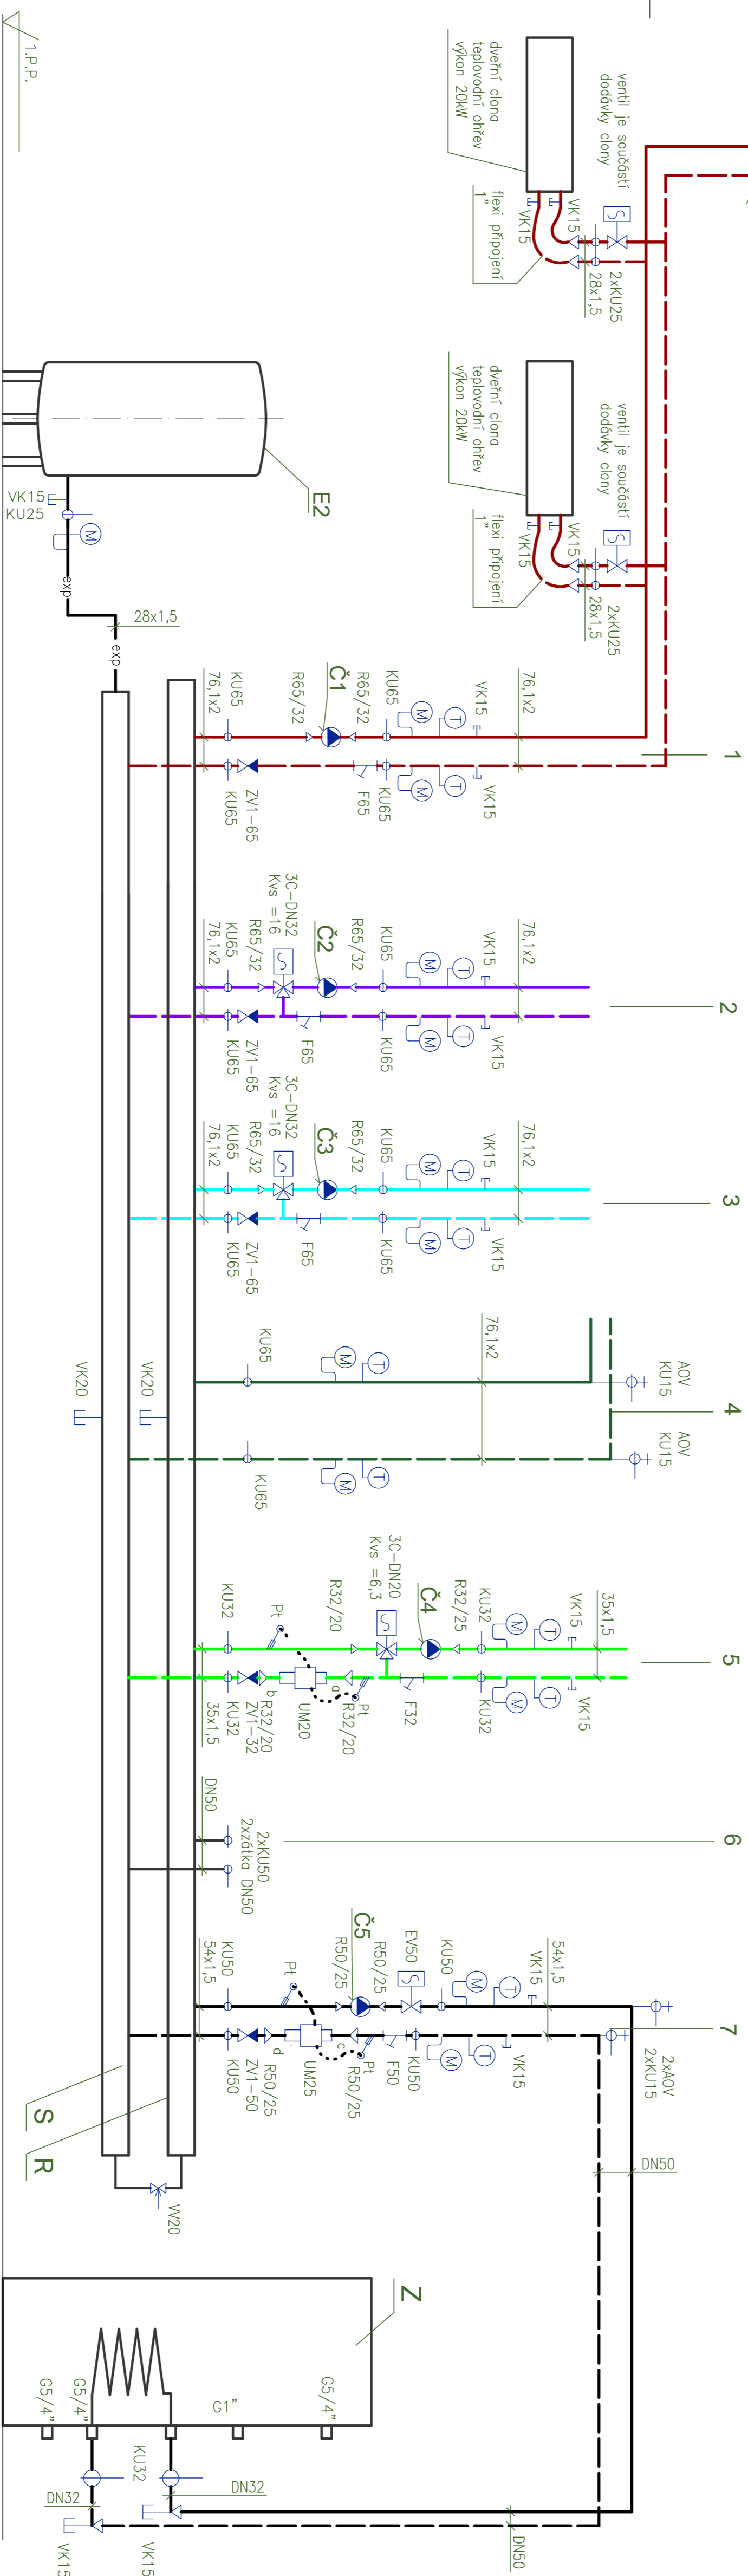 1.P.P.
dveřní clona
teplovodní ohřev
výkon 20kW
ventil je součástí
dodávky clony
VK15
VK15
flexi připojení
1"
2xKU25
28x1,5
dveřní clona
teplovodní ohřev
výkon 20kW
ventil je součástí
dodávky clony
VK15
VK15
flexi připojení
1"
2xKU25
28x1,5
E2
VK15
KU25
M
exp
28x1,5
exp
1
76,1x2
KU65
R65/32
Č1
R65/32
KU65
M
T
VK15
76,1x2
KU65
ZV1-65
F65
KU65
M
T
VK15
2
76,1x2
KU65
R65/32
3C-DN32
Kvs =16
Č2
R65/32
KU65
M
T
VK15
76,1x2
KU65
ZV1-65
F65
KU65
M
T
VK15
3
76,1x2
KU65
R65/32
3C-DN32
Kvs =16
Č3
R65/32
KU65
M
T
VK15
76,1x2
KU65
ZV1-65
F65
KU65
M
T
VK15
VK20
VK20
4
KU65
M
T
76,1x2
AOV
KU15
AOV
KU15
KU65
M
T
5
KU32
Pt
R32/20
3C-DN20
Kvs =6,3
Č4
R32/25
KU32
M
T
VK15
35x1,5
35x1,5
KU32
ZV1-32
R32/20
b
UM20
a
R32/20
Pt
F32
KU32
M
T
VK15
6
DN50
2xKU50
2xzátka DN50
7
54x1,5
KU50
Pt
R50/25
Č5
R50/25
EV50
KU50
M
T
VK15
54x1,5
KU50
ZV1-50
R50/25
d
UM25
c
R50/25
Pt
F50
KU50
M
T
VK15
2xAOV
2xKU15
S
R
VV20
DN50
Z
G5/4"
G5/4"
G1"
G5/4"
KU32
DN32
DN32
VK15
VK15
DN50